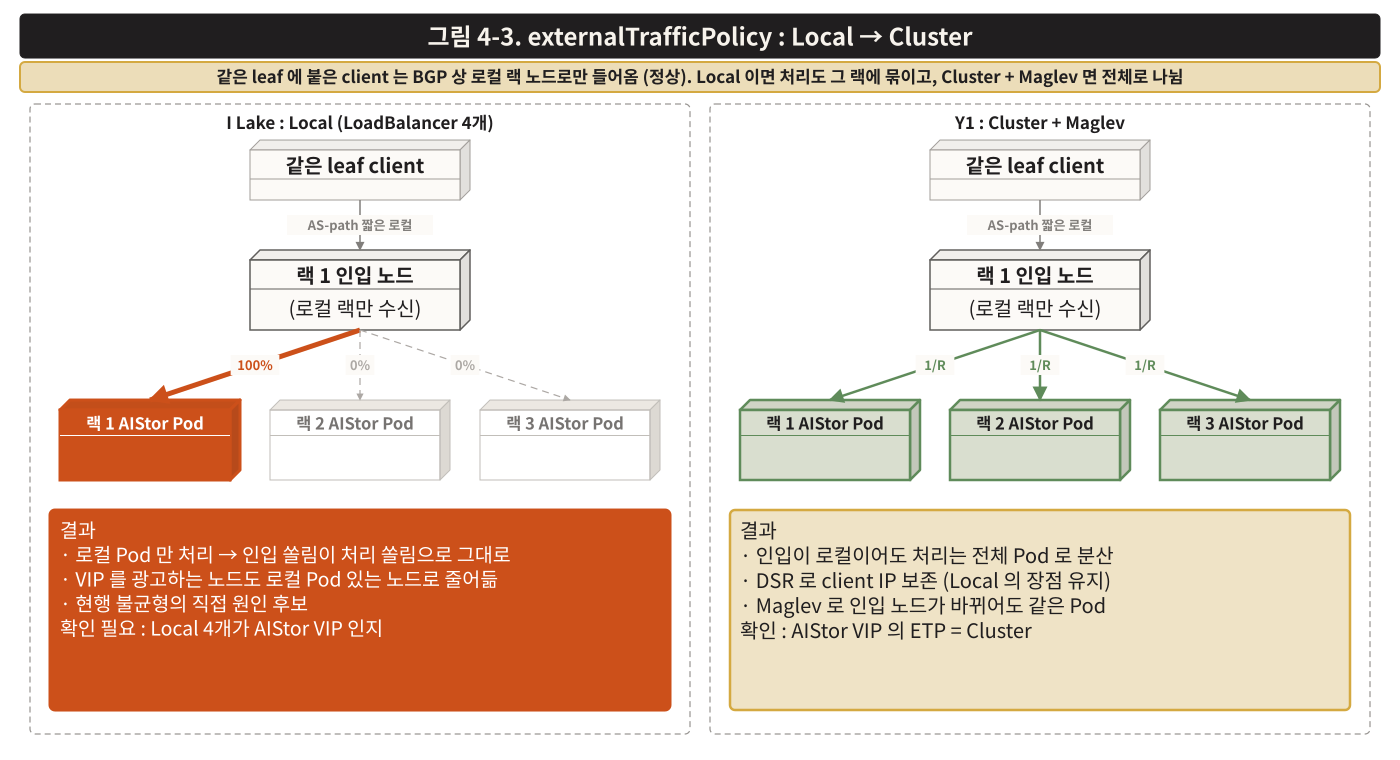 그림 4-3. externalTrafficPolicy : Local → Cluster
같은 leaf 에 붙은 client 는 BGP 상 로컬 랙 노드로만 들어옴 (정상). Local 이면 처리도 그 랙에 묶이고, Cluster + Maglev 면 전체로 나뉨
I Lake : Local (LoadBalancer 4개)
같은 leaf client
AS-path 짧은 로컬
랙 1 인입 노드
(로컬 랙만 수신)
100%
0%
0%
랙 1 AIStor Pod
랙 2 AIStor Pod
랙 3 AIStor Pod
결과
· 로컬 Pod 만 처리 → 인입 쏠림이 처리 쏠림으로 그대로
· VIP 를 광고하는 노드도 로컬 Pod 있는 노드로 줄어듦
· 현행 불균형의 직접 원인 후보
확인 필요 : Local 4개가 AIStor VIP 인지
Y1 : Cluster + Maglev
같은 leaf client
AS-path 짧은 로컬
랙 1 인입 노드
(로컬 랙만 수신)
1/R
1/R
1/R
랙 1 AIStor Pod
랙 2 AIStor Pod
랙 3 AIStor Pod
결과
· 인입이 로컬이어도 처리는 전체 Pod 로 분산
· DSR 로 client IP 보존 (Local 의 장점 유지)
· Maglev 로 인입 노드가 바뀌어도 같은 Pod
확인 : AIStor VIP 의 ETP = Cluster